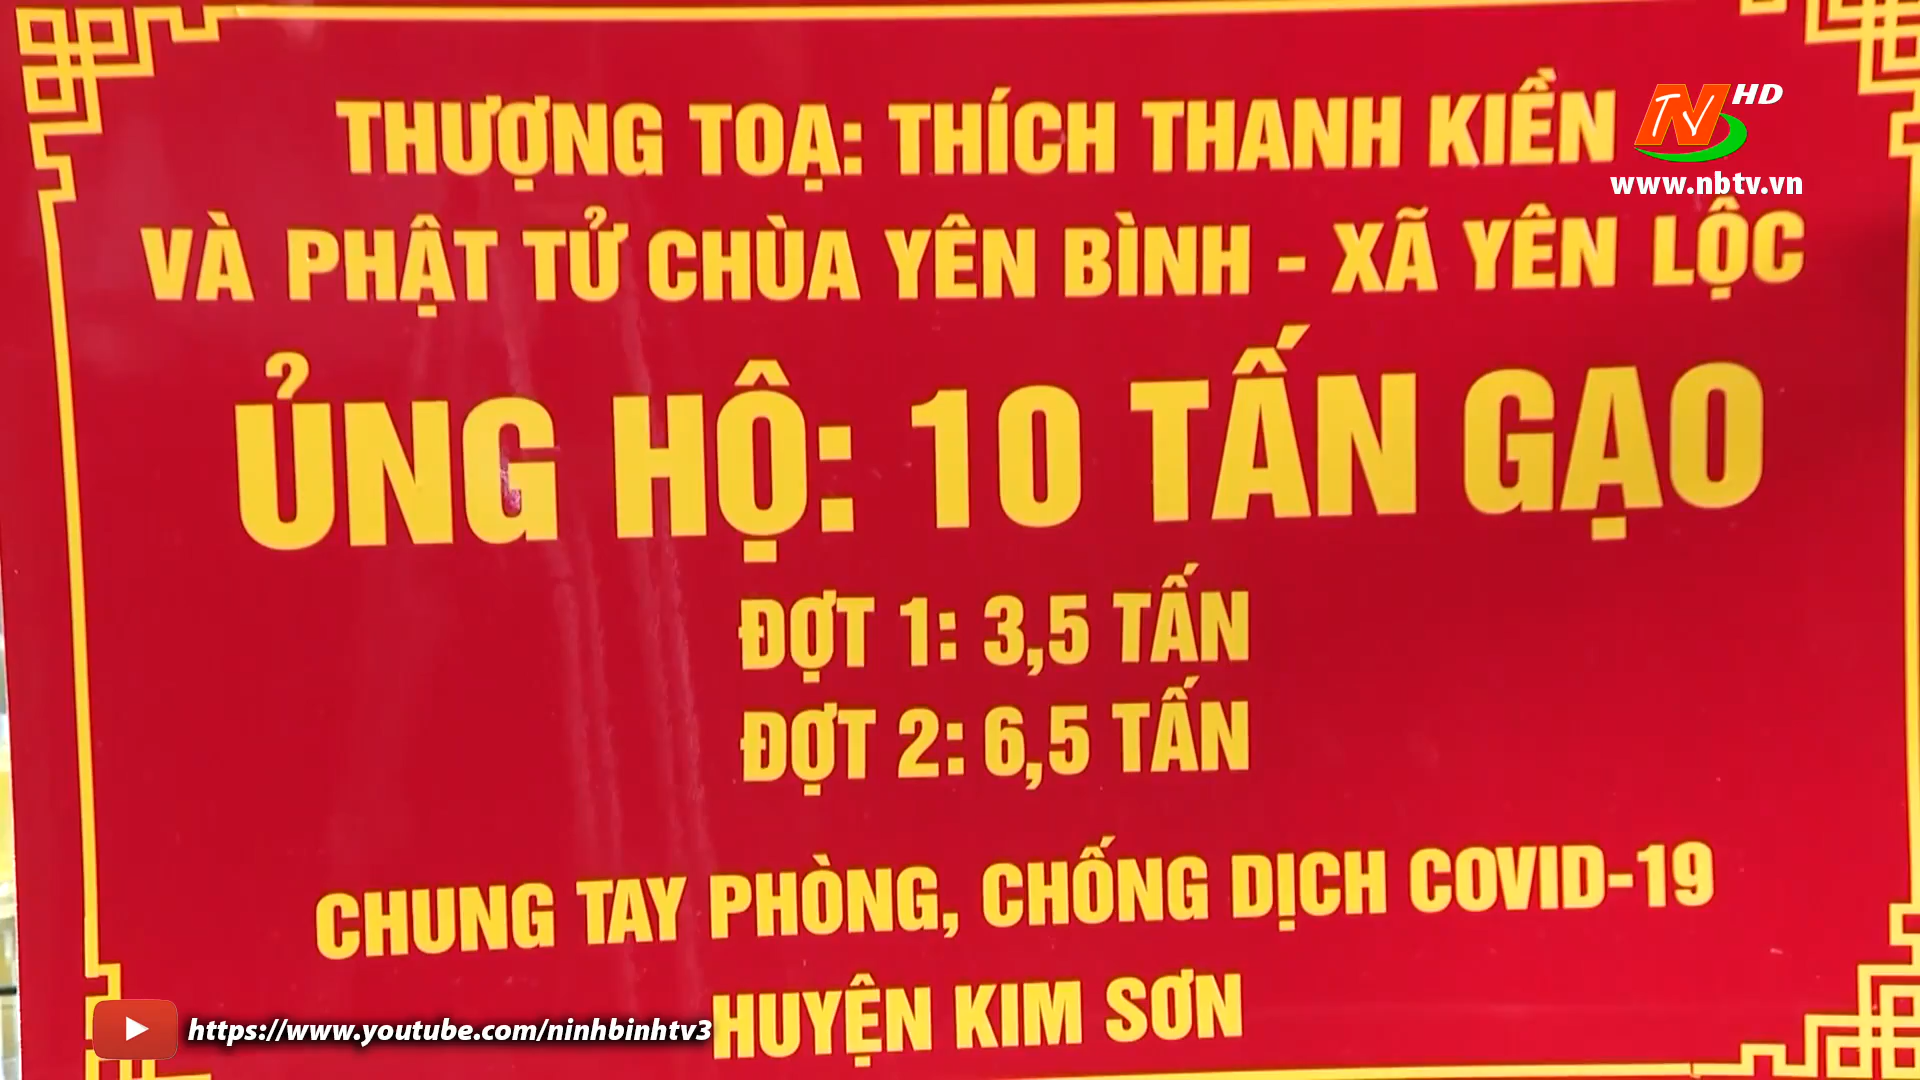 THƯỢNG TOẠ: THÍCH THANH KIỀN
VÀ PHẬT TỬ CHÙA YÊN BÌNH - XÃ YÊN LỘC
ỦNG HỘ: 10 TẤN GẠO
ĐỢT 1: 3,5 TẤN
ĐỢT 2: 6,5 TẤN
CHUNG TAY PHÒNG, CHỐNG DỊCH COVID-19
HUYỆN KIM SƠN
NTV HD
www.nbtv.vn
https://www.youtube.com/ninhbinhtv3